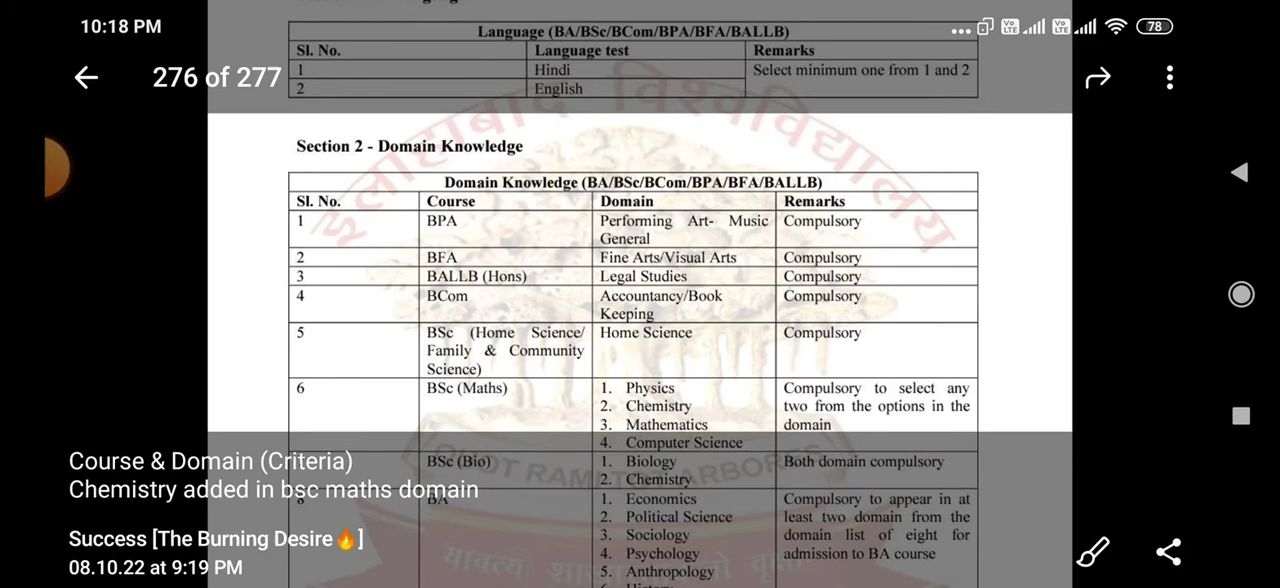 10:18 PM
78
276 of 277
Language (BA/BSc/BCom/BPA/BFA/BALLB)
Sl. No. Language test Remarks
1 Hindi Select minimum one from 1 and 2
2 English
इलाहाबाद विश्वविद्यालय
Section 2 - Domain Knowledge
Domain Knowledge (BA/BSc/BCom/BPA/BFA/BALLB)
Sl. No. Course Domain Remarks
1 BPA Performing Art- Music Compulsory
General
2 BFA Fine Arts/Visual Arts Compulsory
3 BALLB (Hons) Legal Studies Compulsory
4 BCom Accountancy/Book Compulsory
Keeping
5 BSc (Home Science/ Home Science Compulsory
Family & Community
Science)
6 BSc (Maths) 1. Physics Compulsory to select any
2. Chemistry two from the options in the
3. Mathematics domain
4. Computer Science
BSc (Bio) 1. Biology Both domain compulsory
2. Chemistry
QUOT RAMI ARBORES
8 BA 1. Economics Compulsory to appear in at
2. Political Science least two domain from the
3. Sociology domain list of eight for
4. Psychology admission to BA course
5. Anthropology
Course & Domain (Criteria)
Chemistry added in bsc maths domain
Success [The Burning Desire🔥]
08.10.22 at 9:19 PM